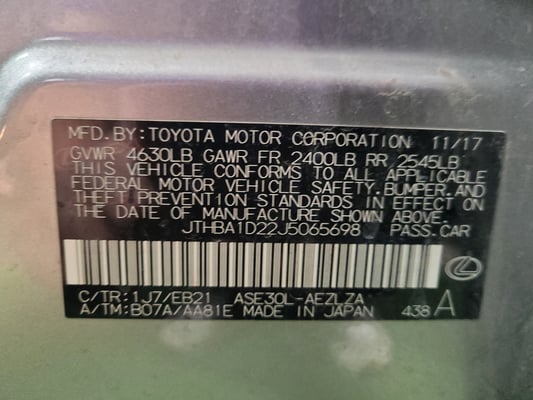 MFD.BY:TOYOTA MOTOR CORPORATION 11/17
GVWR 4630LB GAWR FR 2400LB RR 2545LB
THIS VEHICLE CONFORMS TO ALL APPLICABLE
FEDERAL MOTOR VEHICLE SAFETY,BUMPER,AND
THEFT PREVENTION STANDARDS IN EFFECT ON
THE DATE OF MANUFACTURE SHOWN ABOVE.
JTHBA1D22J5065698 PASS.CAR
C/TR:1J7/EB21 ASE30L-AEZLZA
A/TM:B07A/AA81E MADE IN JAPAN 438 A